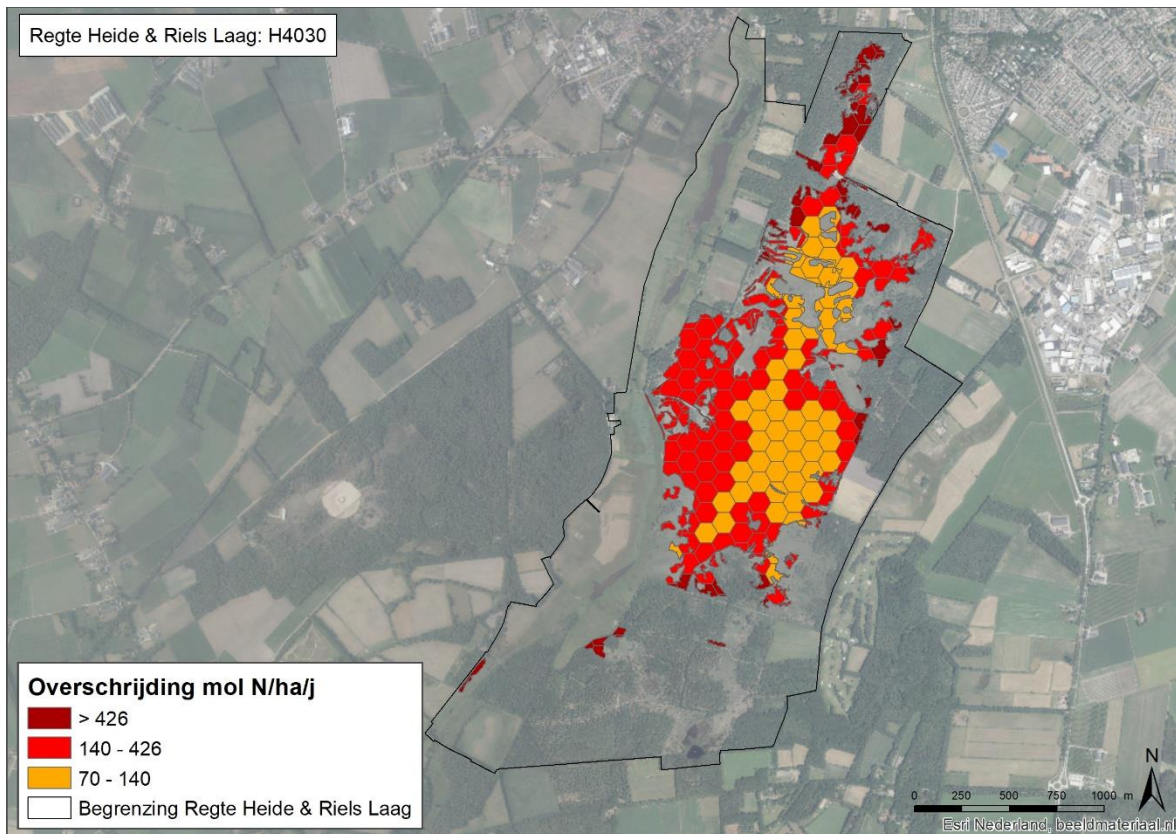 Regte Heide & Riels Laag: H4030
Overschrijding mol N/ha/j
> 426
140 - 426
70 - 140
Begrenzing Regte Heide & Riels Laag
N
0 250 500 750 1000 m
Esri Nederland, beeldmateriaal.nl